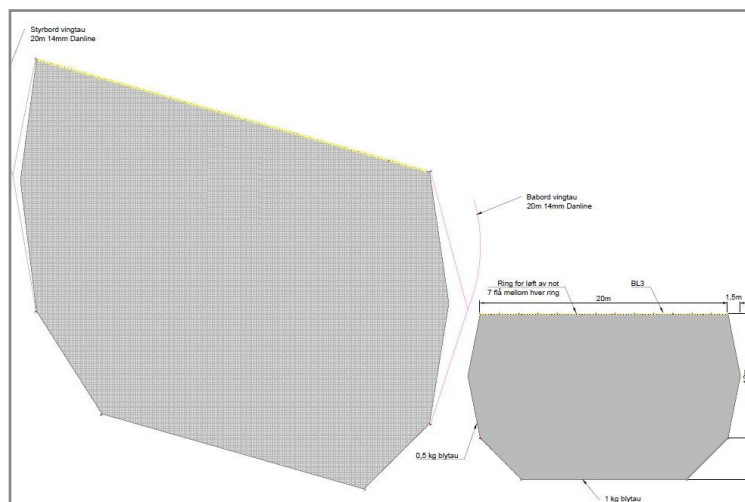 Styrbord vingtau
20m 14mm Danline
Babord vingtau
20m 14mm Danline
Ring for løft av not
7 flå mellom hver ring
BL3
20m
1,5m
0,5 kg blytau
1 kg blytau